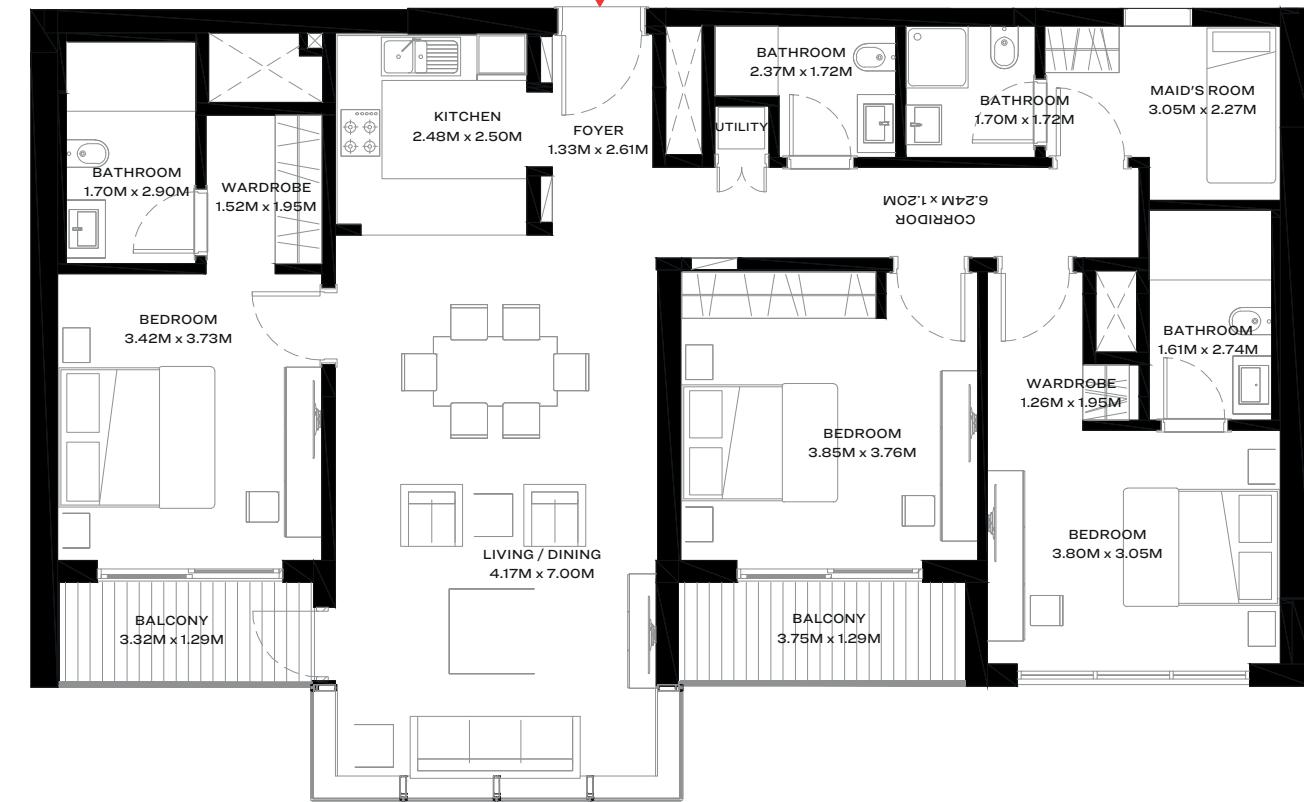 BATHROOM
2.37M x 1.72M
MAID'S ROOM
3.05M x 2.27M
BATHROOM
1.70M x 1.72M
KITCHEN
2.48M x 2.50M
FOYER
1.33M x 2.61M
UTILITY
BATHROOM
1.70M x 2.90M
WARDROBE
1.52M x 1.95M
CORRIDOR
6.24M x 1.20M
BEDROOM
3.42M x 3.73M
BATHROOM
1.61M x 2.74M
WARDROBE
1.26M x 1.95M
BEDROOM
3.85M x 3.76M
BEDROOM
3.80M x 3.05M
LIVING / DINING
4.17M x 7.00M
BALCONY
3.32M x 1.29M
BALCONY
3.75M x 1.29M